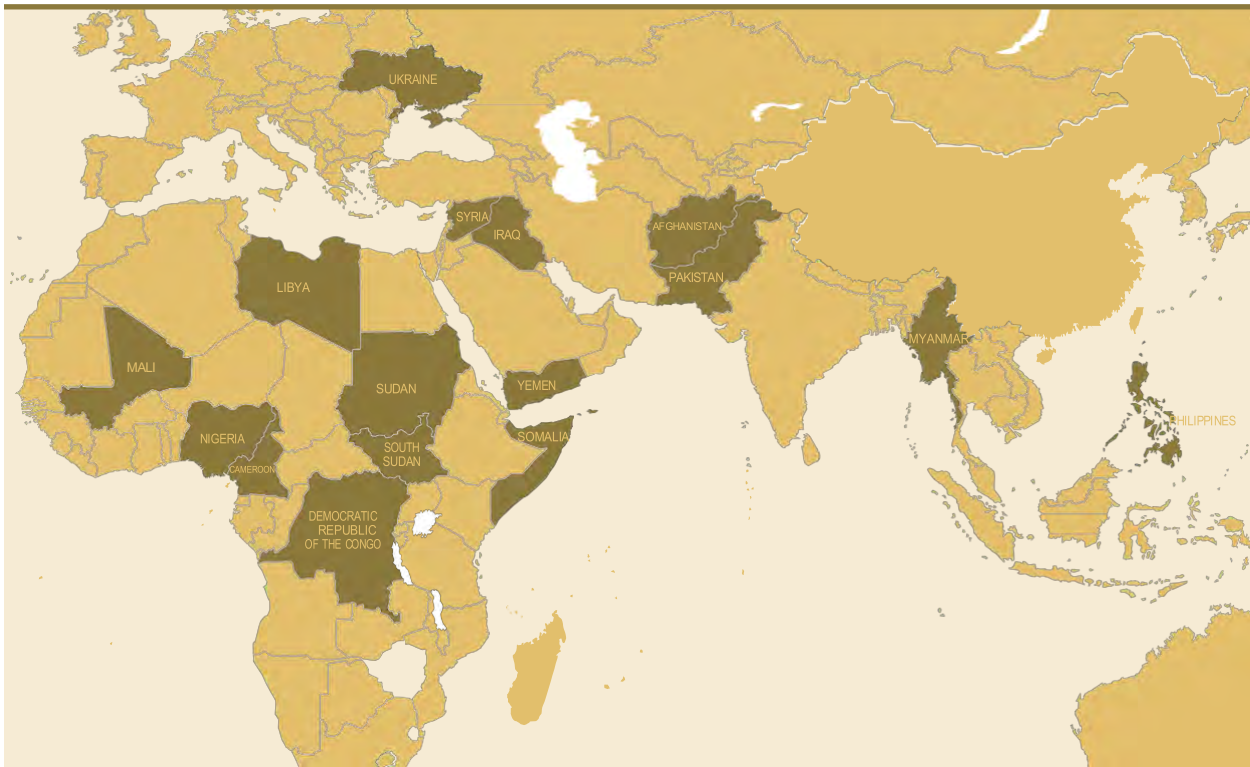 UKRAINE
SYRIA
IRAQ
AFGHANISTAN
PAKISTAN
LIBYA
MYANMAR
MALI
SUDAN
YEMEN
PHILIPPINES
NIGERIA
SOMALIA
SOUTH
SUDAN
CAMEROON
DEMOCRATIC
REPUBLIC
OF THE CONGO